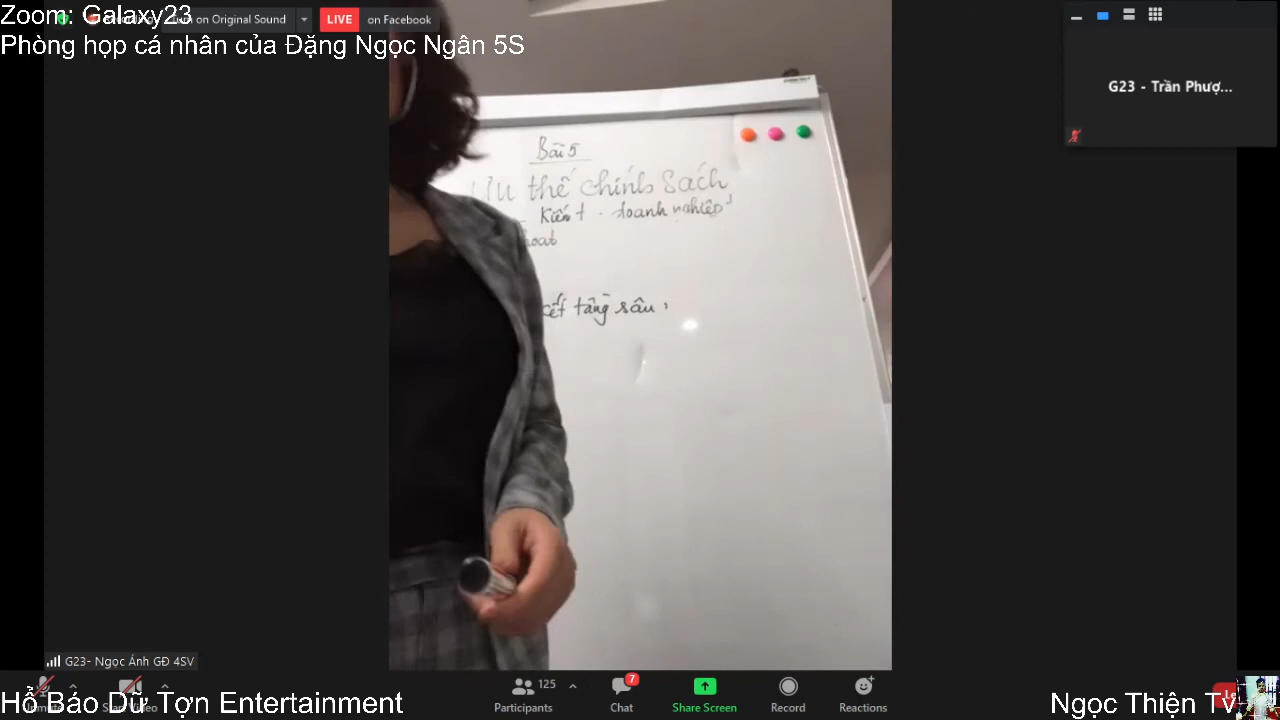 Zoom: Galaxy23
on Original Sound
LIVE on Facebook
Phòng họp cá nhân của Đặng Ngọc Ngân 5S
G23 - Trần Phượ...
Bài 5
Ưu thế chính sách
Kiến t . doanh nghiệp
hoat
kết tầng sâu :
G23- Ngọc Ánh GĐ 4SV
Hổ Báo Dữ Tợn Entertainment
125
Participants
7
Chat
Share Screen
Record
Reactions
Ngọc Thiện Tv